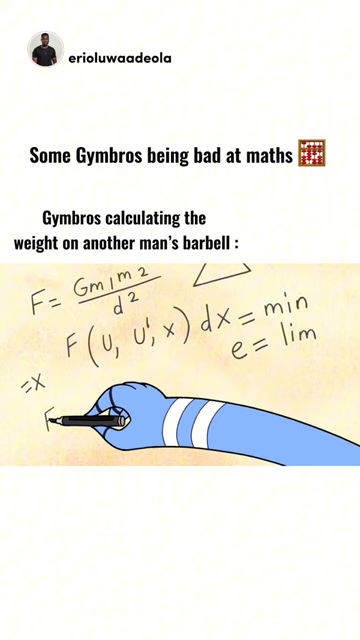 erioluwaadeola
Some Gymbros being bad at maths 🧮
Gymbros calculating the
weight on another man's barbell :
F = Gm₁m₂ / d²
F (U, U', x) dx = min
e = lim
=x
F